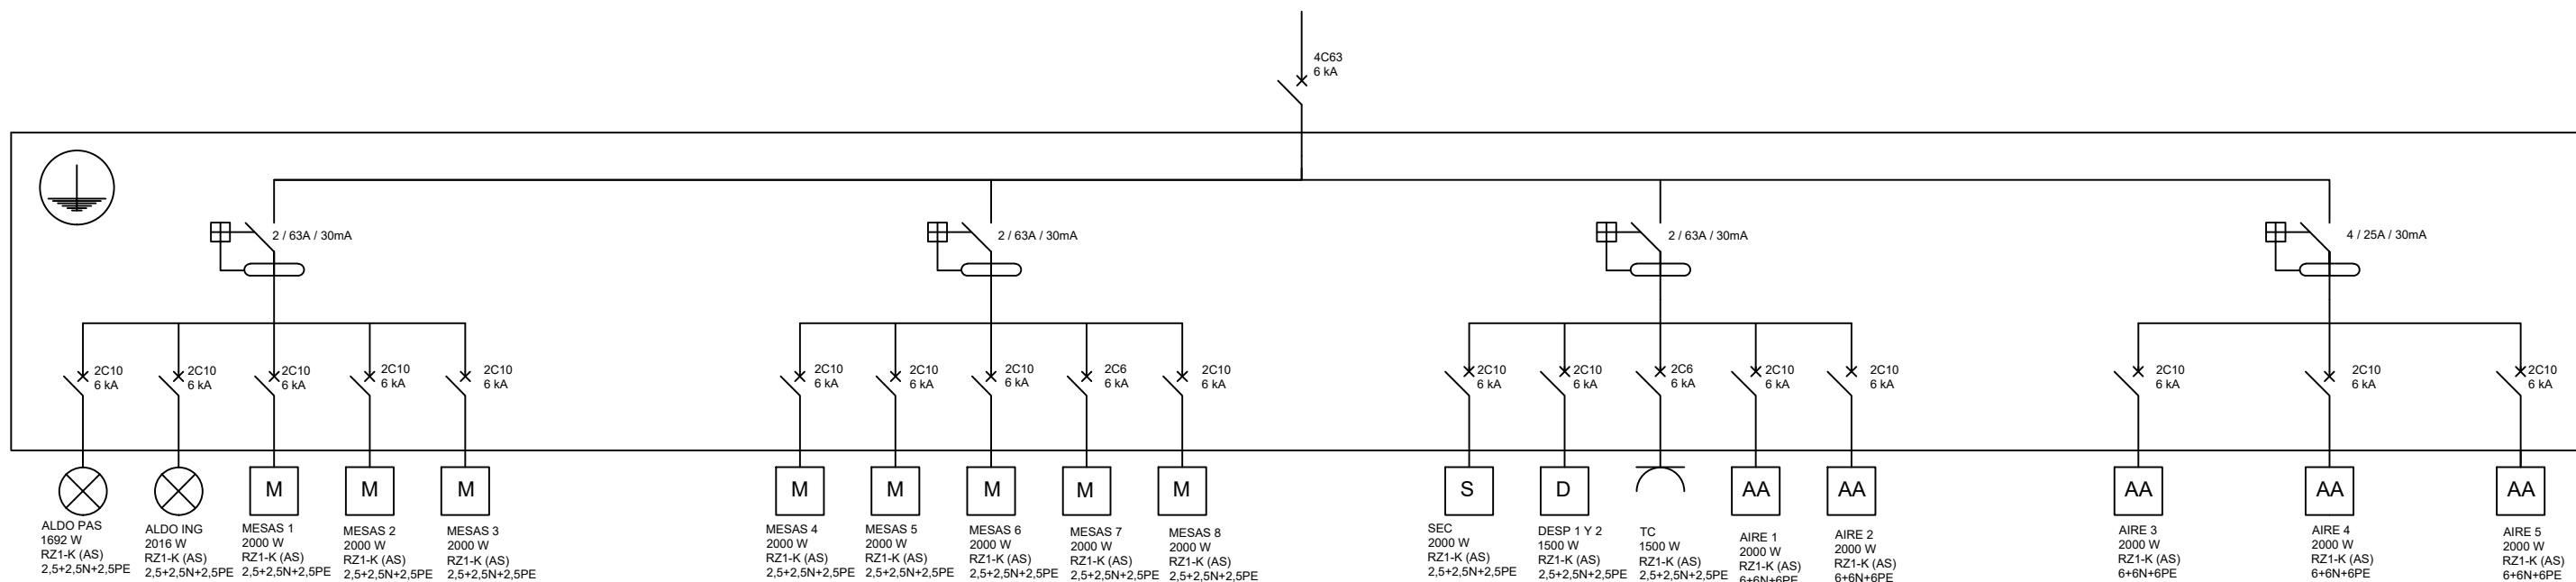 4C63
6 kA
2 / 63A / 30mA
2 / 63A / 30mA
2 / 63A / 30mA
4 / 25A / 30mA
2C10
6 kA
2C10
6 kA
2C10
6 kA
2C10
6 kA
2C10
6 kA
2C10
6 kA
2C10
6 kA
2C10
6 kA
2C6
6 kA
2C10
6 kA
2C10
6 kA
2C10
6 kA
2C6
6 kA
2C10
6 kA
2C10
6 kA
2C10
6 kA
2C10
6 kA
2C10
6 kA
M
M
M
M
M
M
M
M
S
D
AA
AA
AA
AA
AA
ALDO PAS
1692 W
RZ1-K (AS)
2,5+2,5N+2,5PE
ALDO ING
2016 W
RZ1-K (AS)
2,5+2,5N+2,5PE
MESAS 1
2000 W
RZ1-K (AS)
2,5+2,5N+2,5PE
MESAS 2
2000 W
RZ1-K (AS)
2,5+2,5N+2,5PE
MESAS 3
2000 W
RZ1-K (AS)
2,5+2,5N+2,5PE
MESAS 4
2000 W
RZ1-K (AS)
2,5+2,5N+2,5PE
MESAS 5
2000 W
RZ1-K (AS)
2,5+2,5N+2,5PE
MESAS 6
2000 W
RZ1-K (AS)
2,5+2,5N+2,5PE
MESAS 7
2000 W
RZ1-K (AS)
2,5+2,5N+2,5PE
MESAS 8
2000 W
RZ1-K (AS)
2,5+2,5N+2,5PE
SEC
2000 W
RZ1-K (AS)
2,5+2,5N+2,5PE
DESP 1 Y 2
1500 W
RZ1-K (AS)
2,5+2,5N+2,5PE
TC
1500 W
RZ1-K (AS)
2,5+2,5N+2,5PE
AIRE 1
2000 W
RZ1-K (AS)
6+6N+6PE
AIRE 2
2000 W
RZ1-K (AS)
6+6N+6PE
AIRE 3
2000 W
RZ1-K (AS)
6+6N+6PE
AIRE 4
2000 W
RZ1-K (AS)
6+6N+6PE
AIRE 5
2000 W
RZ1-K (AS)
6+6N+6PE